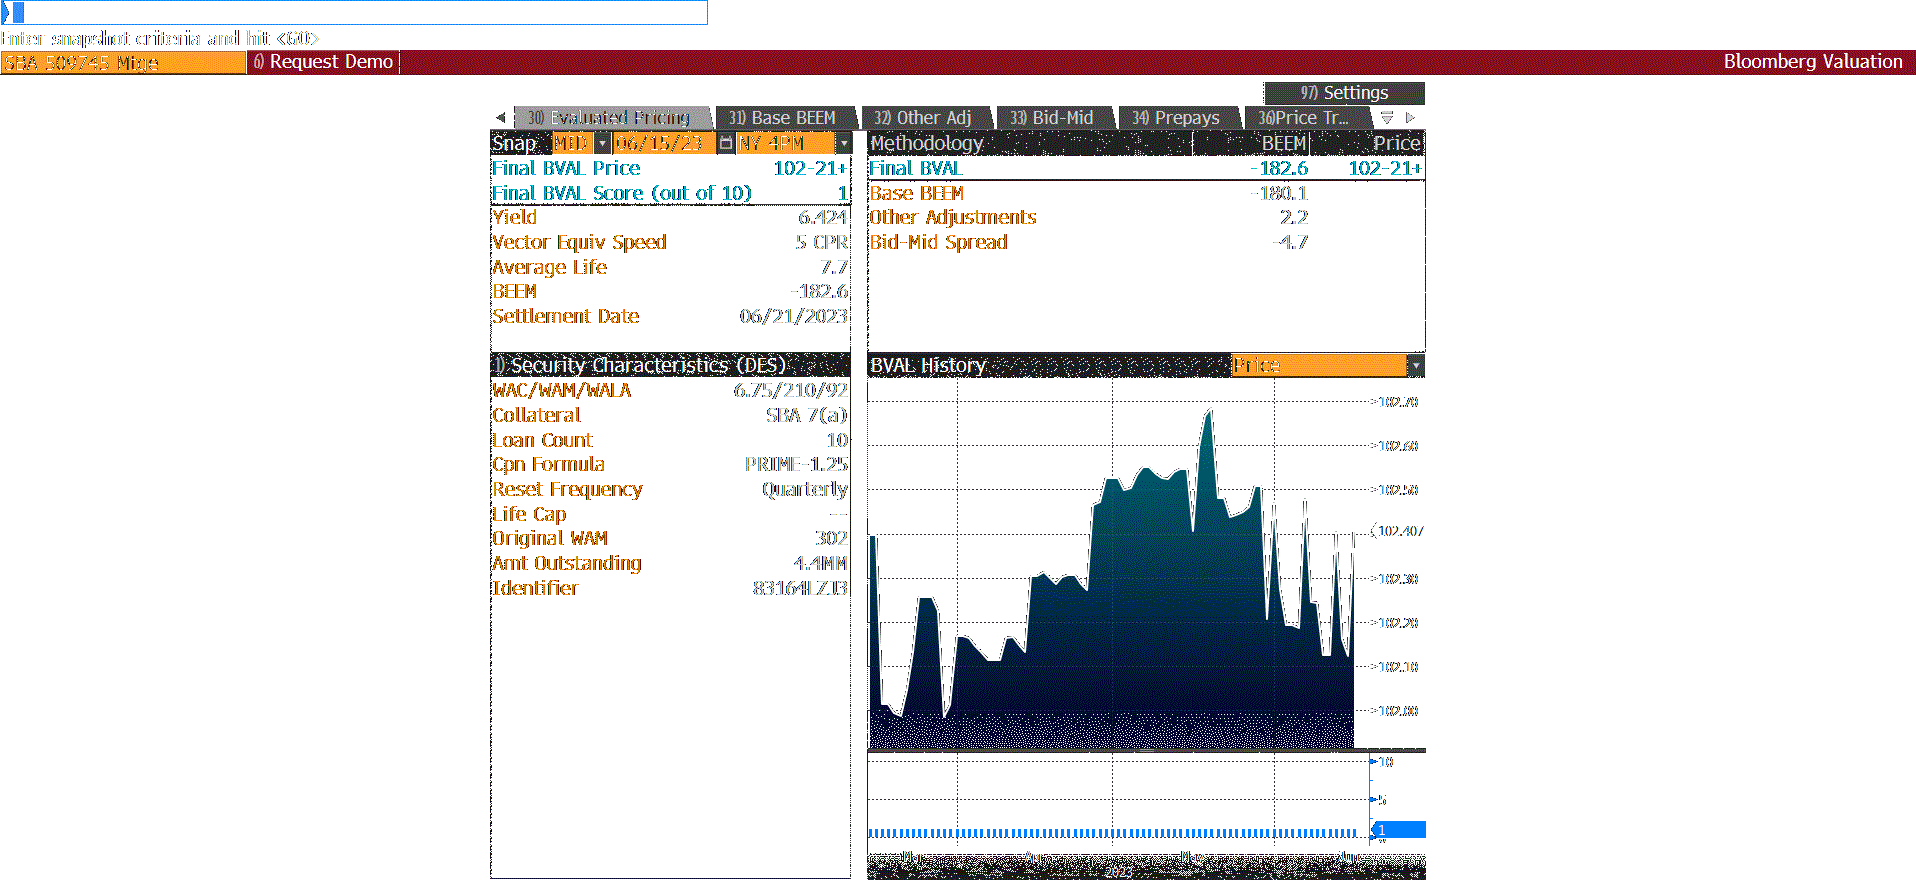 Enter snapshot criteria and hit <GO>
SBA 509745 Mtge 6) Request Demo Bloomberg Valuation
97) Settings
30) Evaluated Pricing 31) Base BEEM 32) Other Adj 33) Bid-Mid 34) Prepays 36)Price Tr...
Snap MID 06/15/23 NY 4PM
Final BVAL Price 102-21+
Final BVAL Score (out of 10) 1
Yield 6.424
Vector Equiv Speed 5 CPR
Average Life 7.7
BEEM -182.6
Settlement Date 06/21/2023
Methodology BEEM Price
Final BVAL -182.6 102-21+
Base BEEM -180.1
Other Adjustments 2.2
Bid-Mid Spread -4.7
1) Security Characteristics (DES)
WAC/WAM/WALA 6.75/210/92
Collateral SBA 7(a)
Loan Count 10
Cpn Formula PRIME-1.25
Reset Frequency Quarterly
Life Cap --
Original WAM 302
Amt Outstanding 4.4MM
Identifier 83164LZJ3
BVAL History Price
102.70
102.60
102.50
102.407
102.30
102.20
102.10
102.00
10
5
1
Mar Apr May Jun
2023